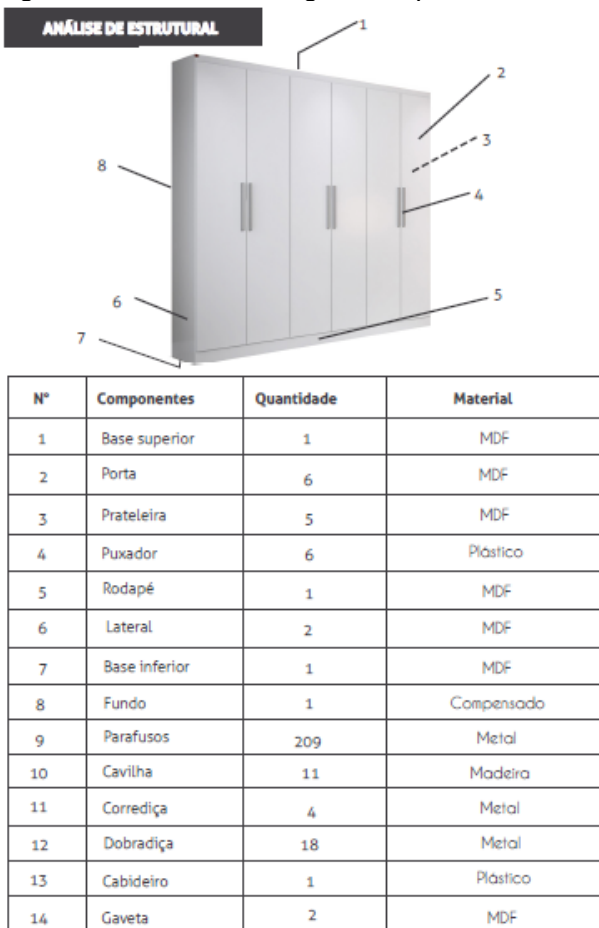 ANÁLISE DE ESTRUTURAL
1
2
3
8
4
5
6
7
N° Componentes Quantidade Material
1 Base superior 1 MDF
2 Porta 6 MDF
3 Prateleira 5 MDF
4 Puxador 6 Plástico
5 Rodapé 1 MDF
6 Lateral 2 MDF
7 Base inferior 1 MDF
8 Fundo 1 Compensado
9 Parafusos 209 Metal
10 Cavilha 11 Madeira
11 Corrediça 4 Metal
12 Dobradiça 18 Metal
13 Cabideiro 1 Plástico
14 Gaveta 2 MDF